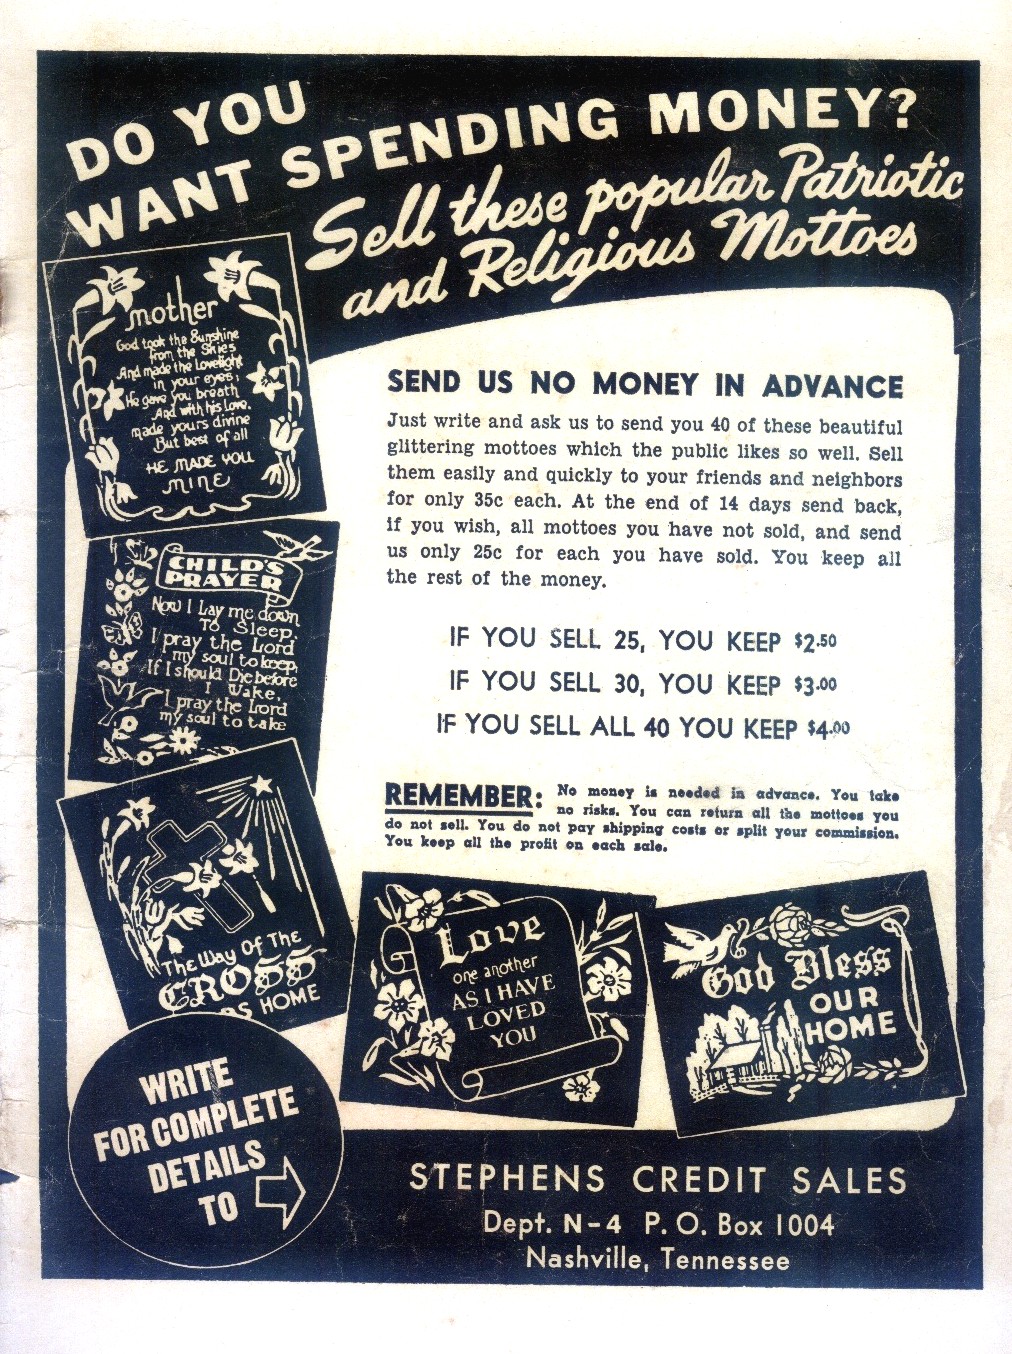 DO YOU
WANT SPENDING MONEY?
Sell these popular Patriotic
and Religious Mottoes
mother
God took the Sunshine
from the Skies
And made the Lovelight
in your eyes,
He gave you breath
And with his Love.
made yours divine
But best of all
HE MADE YOU
MINE
CHILD'S
PRAYER
Now I Lay me down
To Sleep.
I pray the Lord
my soul to keep,
If I should Die before
I Wake,
I pray the Lord
my soul to take
The Way Of The
CROSS
AS HOME
SEND US NO MONEY IN ADVANCE
Just write and ask us to send you 40 of these beautiful
glittering mottoes which the public likes so well. Sell
them easily and quickly to your friends and neighbors
for only 35c each. At the end of 14 days send back,
if you wish, all mottoes you have not sold, and send
us only 25c for each you have sold. You keep all
the rest of the money.
IF YOU SELL 25, YOU KEEP $2.50
IF YOU SELL 30, YOU KEEP $3.00
IF YOU SELL ALL 40 YOU KEEP $4.00
REMEMBER: No money is needed in advance. You take
no risks. You can return all the mottoes you
do not sell. You do not pay shipping costs or split your commission.
You keep all the profit on each sale.
Love
one another
AS I HAVE
LOVED
YOU
God Bless
OUR
HOME
WRITE
FOR COMPLETE
DETAILS
TO
STEPHENS CREDIT SALES
Dept. N-4 P. O. Box 1004
Nashville, Tennessee